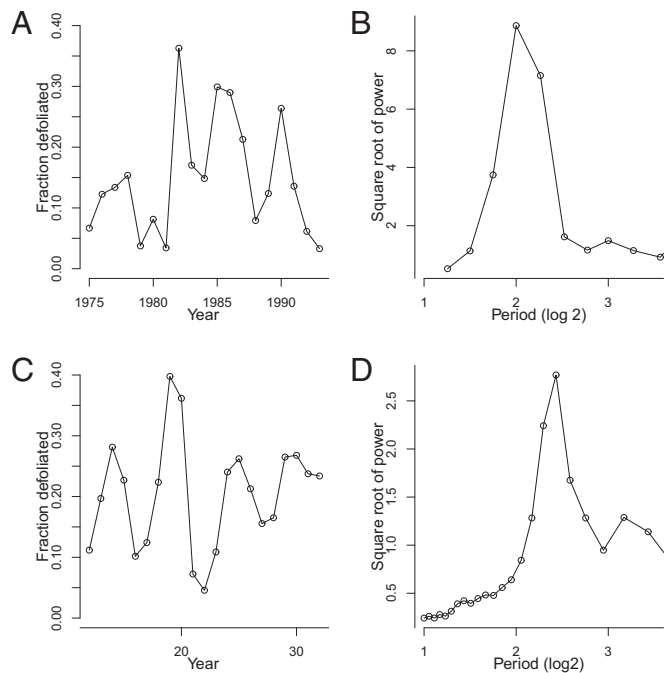 A
Fraction defoliated
0.00
0.10
0.20
0.30
0.40
1975
1980
1985
1990
Year
B
Square root of power
2
4
6
8
1
2
3
Period (log 2)
C
Fraction defoliated
0.00
0.10
0.20
0.30
0.40
20
30
Year
D
Square root of power
0.5
1.0
1.5
2.0
2.5
1
2
3
Period (log2)